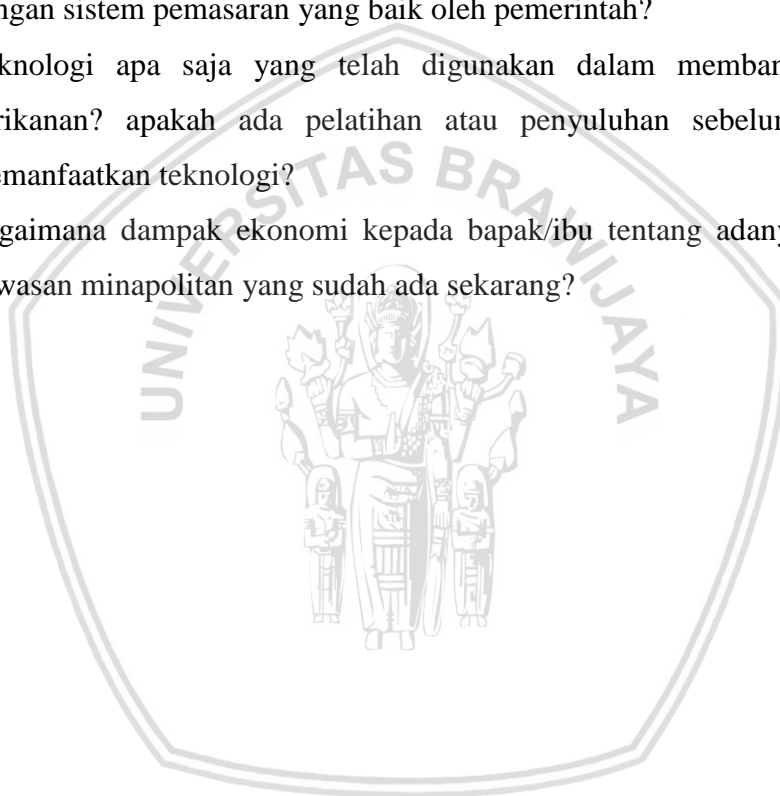 ngan sistem pemasaran yang baik oleh pemerintah?
knologi apa saja yang telah digunakan dalam memban
rikanan? apakah ada pelatihan atau penyuluhan sebelun
emanfaatkan teknologi?
gaimana dampak ekonomi kepada bapak/ibu tentang adany
wasan minapolitan yang sudah ada sekarang?
UNIVERSITAS BRAWIJAYA